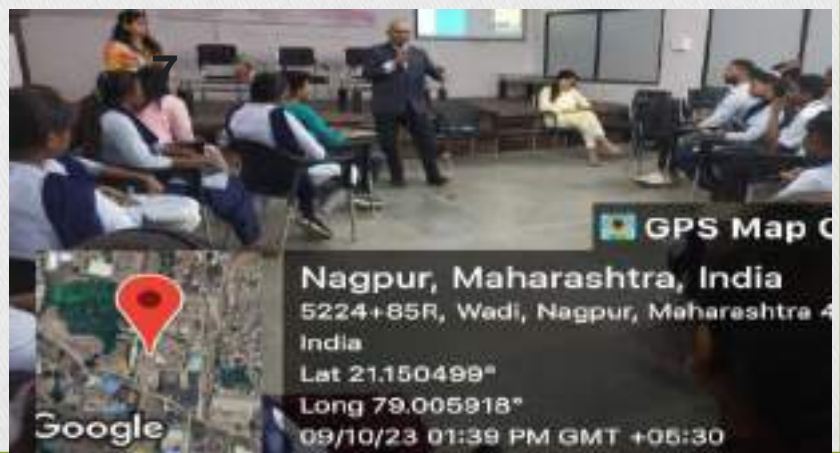 7
GPS Map C
Nagpur, Maharashtra, India
5224+85R, Wadi, Nagpur, Maharashtra 4
India
Lat 21.150499°
Long 79.005918°
09/10/23 01:39 PM GMT +05:30
Google